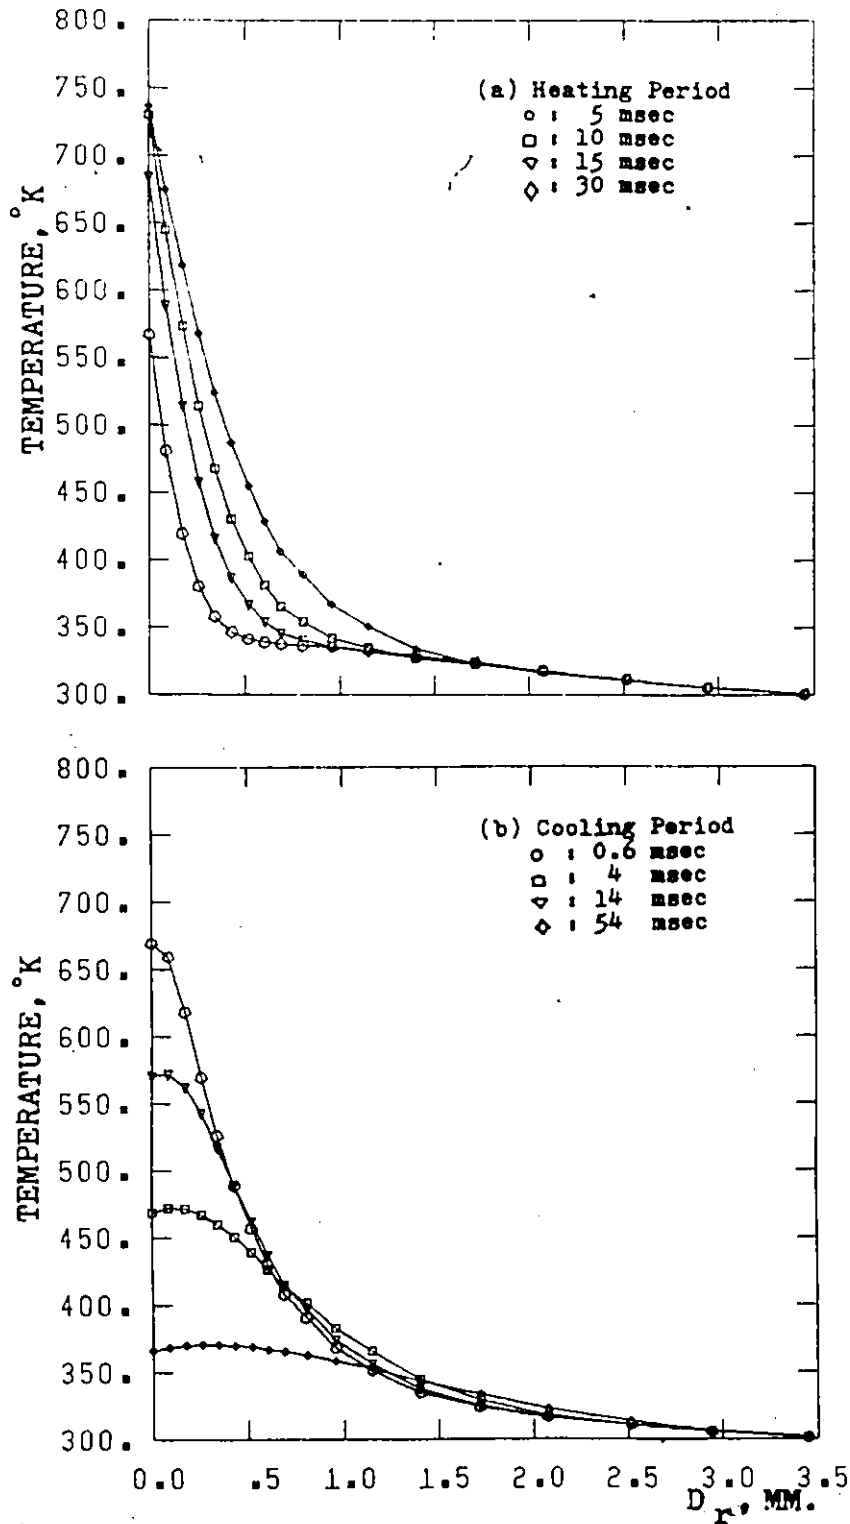 800.
750.
700.
650.
600.
550.
500.
450.
400.
350.
300.
TEMPERATURE, °K
(a) Heating Period
○ : 5 msec
□ : 10 msec
▽ : 15 msec
◇ : 30 msec
800.
750.
700.
650.
600.
550.
500.
450.
400.
350.
300.
TEMPERATURE, °K
(b) Cooling Period
○ : 0.6 msec
□ : 4 msec
▽ : 14 msec
◇ : 54 msec
0.0 .5 1.0 1.5 2.0 2.5 3.0 3.5
Dr, MM.